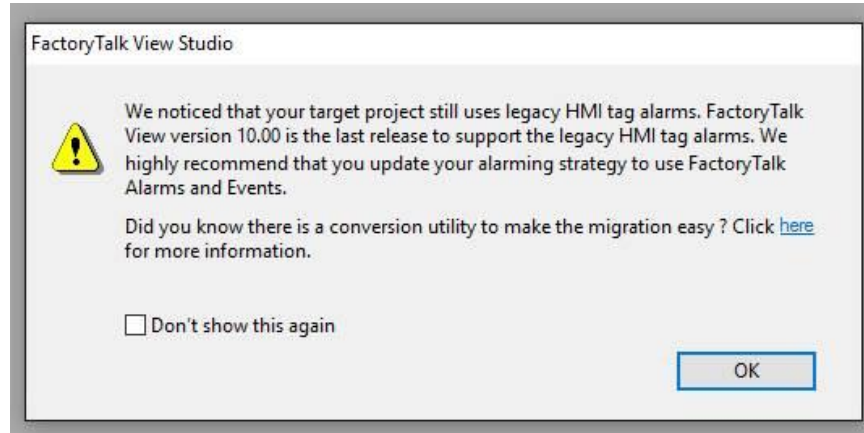 FactoryTalk View Studio
We noticed that your target project still uses legacy HMI tag alarms. FactoryTalk
View version 10.00 is the last release to support the legacy HMI tag alarms. We
highly recommend that you update your alarming strategy to use FactoryTalk
Alarms and Events.
Did you know there is a conversion utility to make the migration easy ? Click here
for more information.
Don't show this again
OK